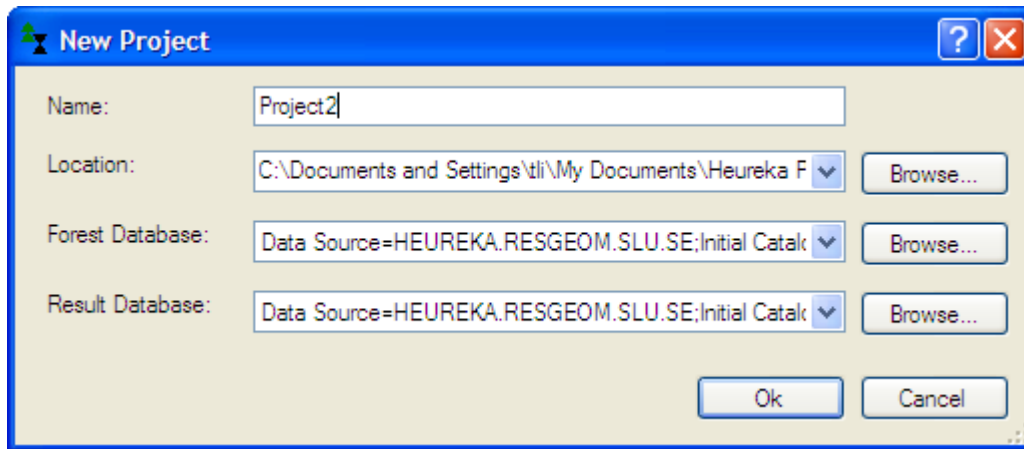 New Project
Name: Project2
Location: C:\Documents and Settings\tli\My Documents\Heureka F Browse...
Forest Database: Data Source=HEUREKA.RESGEOM.SLU.SE;Initial Catalo Browse...
Result Database: Data Source=HEUREKA.RESGEOM.SLU.SE;Initial Catalo Browse...
Ok Cancel